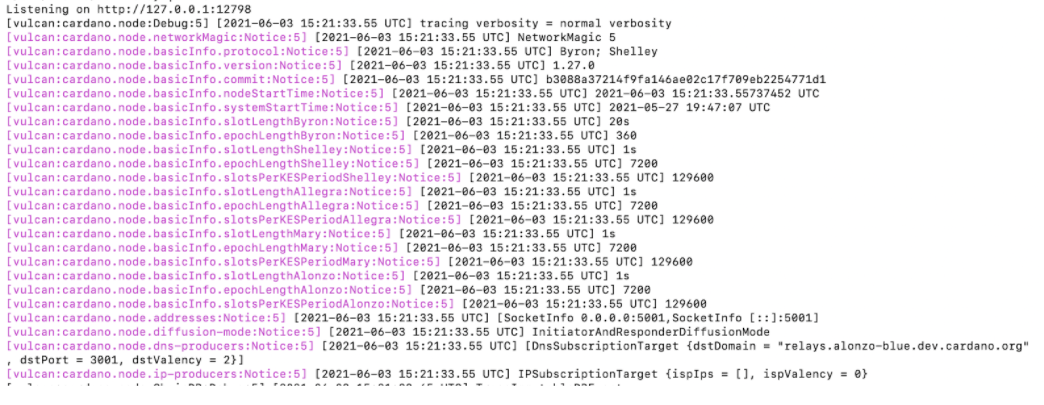 Listening on http://127.0.0.1:12798
[vulcan:cardano.node:Debug:5] [2021-06-03 15:21:33.55 UTC] tracing verbosity = normal verbosity
[vulcan:cardano.node.networkMagic:Notice:5] [2021-06-03 15:21:33.55 UTC] NetworkMagic 5
[vulcan:cardano.node.basicInfo.protocol:Notice:5] [2021-06-03 15:21:33.55 UTC] Byron; Shelley
[vulcan:cardano.node.basicInfo.version:Notice:5] [2021-06-03 15:21:33.55 UTC] 1.27.0
[vulcan:cardano.node.basicInfo.commit:Notice:5] [2021-06-03 15:21:33.55 UTC] b3088a37214f9fa146ae02c17f709eb2254771d1
[vulcan:cardano.node.basicInfo.nodeStartTime:Notice:5] [2021-06-03 15:21:33.55 UTC] 2021-06-03 15:21:33.55737452 UTC
[vulcan:cardano.node.basicInfo.systemStartTime:Notice:5] [2021-06-03 15:21:33.55 UTC] 2021-05-27 19:47:07 UTC
[vulcan:cardano.node.basicInfo.slotLengthByron:Notice:5] [2021-06-03 15:21:33.55 UTC] 20s
[vulcan:cardano.node.basicInfo.epochLengthByron:Notice:5] [2021-06-03 15:21:33.55 UTC] 360
[vulcan:cardano.node.basicInfo.slotLengthShelley:Notice:5] [2021-06-03 15:21:33.55 UTC] 1s
[vulcan:cardano.node.basicInfo.epochLengthShelley:Notice:5] [2021-06-03 15:21:33.55 UTC] 7200
[vulcan:cardano.node.basicInfo.slotsPerKESPeriodShelley:Notice:5] [2021-06-03 15:21:33.55 UTC] 129600
[vulcan:cardano.node.basicInfo.slotLengthAllegra:Notice:5] [2021-06-03 15:21:33.55 UTC] 1s
[vulcan:cardano.node.basicInfo.epochLengthAllegra:Notice:5] [2021-06-03 15:21:33.55 UTC] 7200
[vulcan:cardano.node.basicInfo.slotsPerKESPeriodAllegra:Notice:5] [2021-06-03 15:21:33.55 UTC] 129600
[vulcan:cardano.node.basicInfo.slotLengthMary:Notice:5] [2021-06-03 15:21:33.55 UTC] 1s
[vulcan:cardano.node.basicInfo.epochLengthMary:Notice:5] [2021-06-03 15:21:33.55 UTC] 7200
[vulcan:cardano.node.basicInfo.slotsPerKESPeriodMary:Notice:5] [2021-06-03 15:21:33.55 UTC] 129600
[vulcan:cardano.node.basicInfo.slotLengthAlonzo:Notice:5] [2021-06-03 15:21:33.55 UTC] 1s
[vulcan:cardano.node.basicInfo.epochLengthAlonzo:Notice:5] [2021-06-03 15:21:33.55 UTC] 7200
[vulcan:cardano.node.basicInfo.slotsPerKESPeriodAlonzo:Notice:5] [2021-06-03 15:21:33.55 UTC] 129600
[vulcan:cardano.node.addresses:Notice:5] [2021-06-03 15:21:33.55 UTC] [SocketInfo 0.0.0.0:5001,SocketInfo [::]:5001]
[vulcan:cardano.node.diffusion-mode:Notice:5] [2021-06-03 15:21:33.55 UTC] InitiatorAndResponderDiffusionMode
[vulcan:cardano.node.dns-producers:Notice:5] [2021-06-03 15:21:33.55 UTC] [DnsSubscriptionTarget {dstDomain = "relays.alonzo-blue.dev.cardano.org"
, dstPort = 3001, dstValency = 2}]
[vulcan:cardano.node.ip-producers:Notice:5] [2021-06-03 15:21:33.55 UTC] IPSubscriptionTarget {ispIps = [], ispValency = 0}